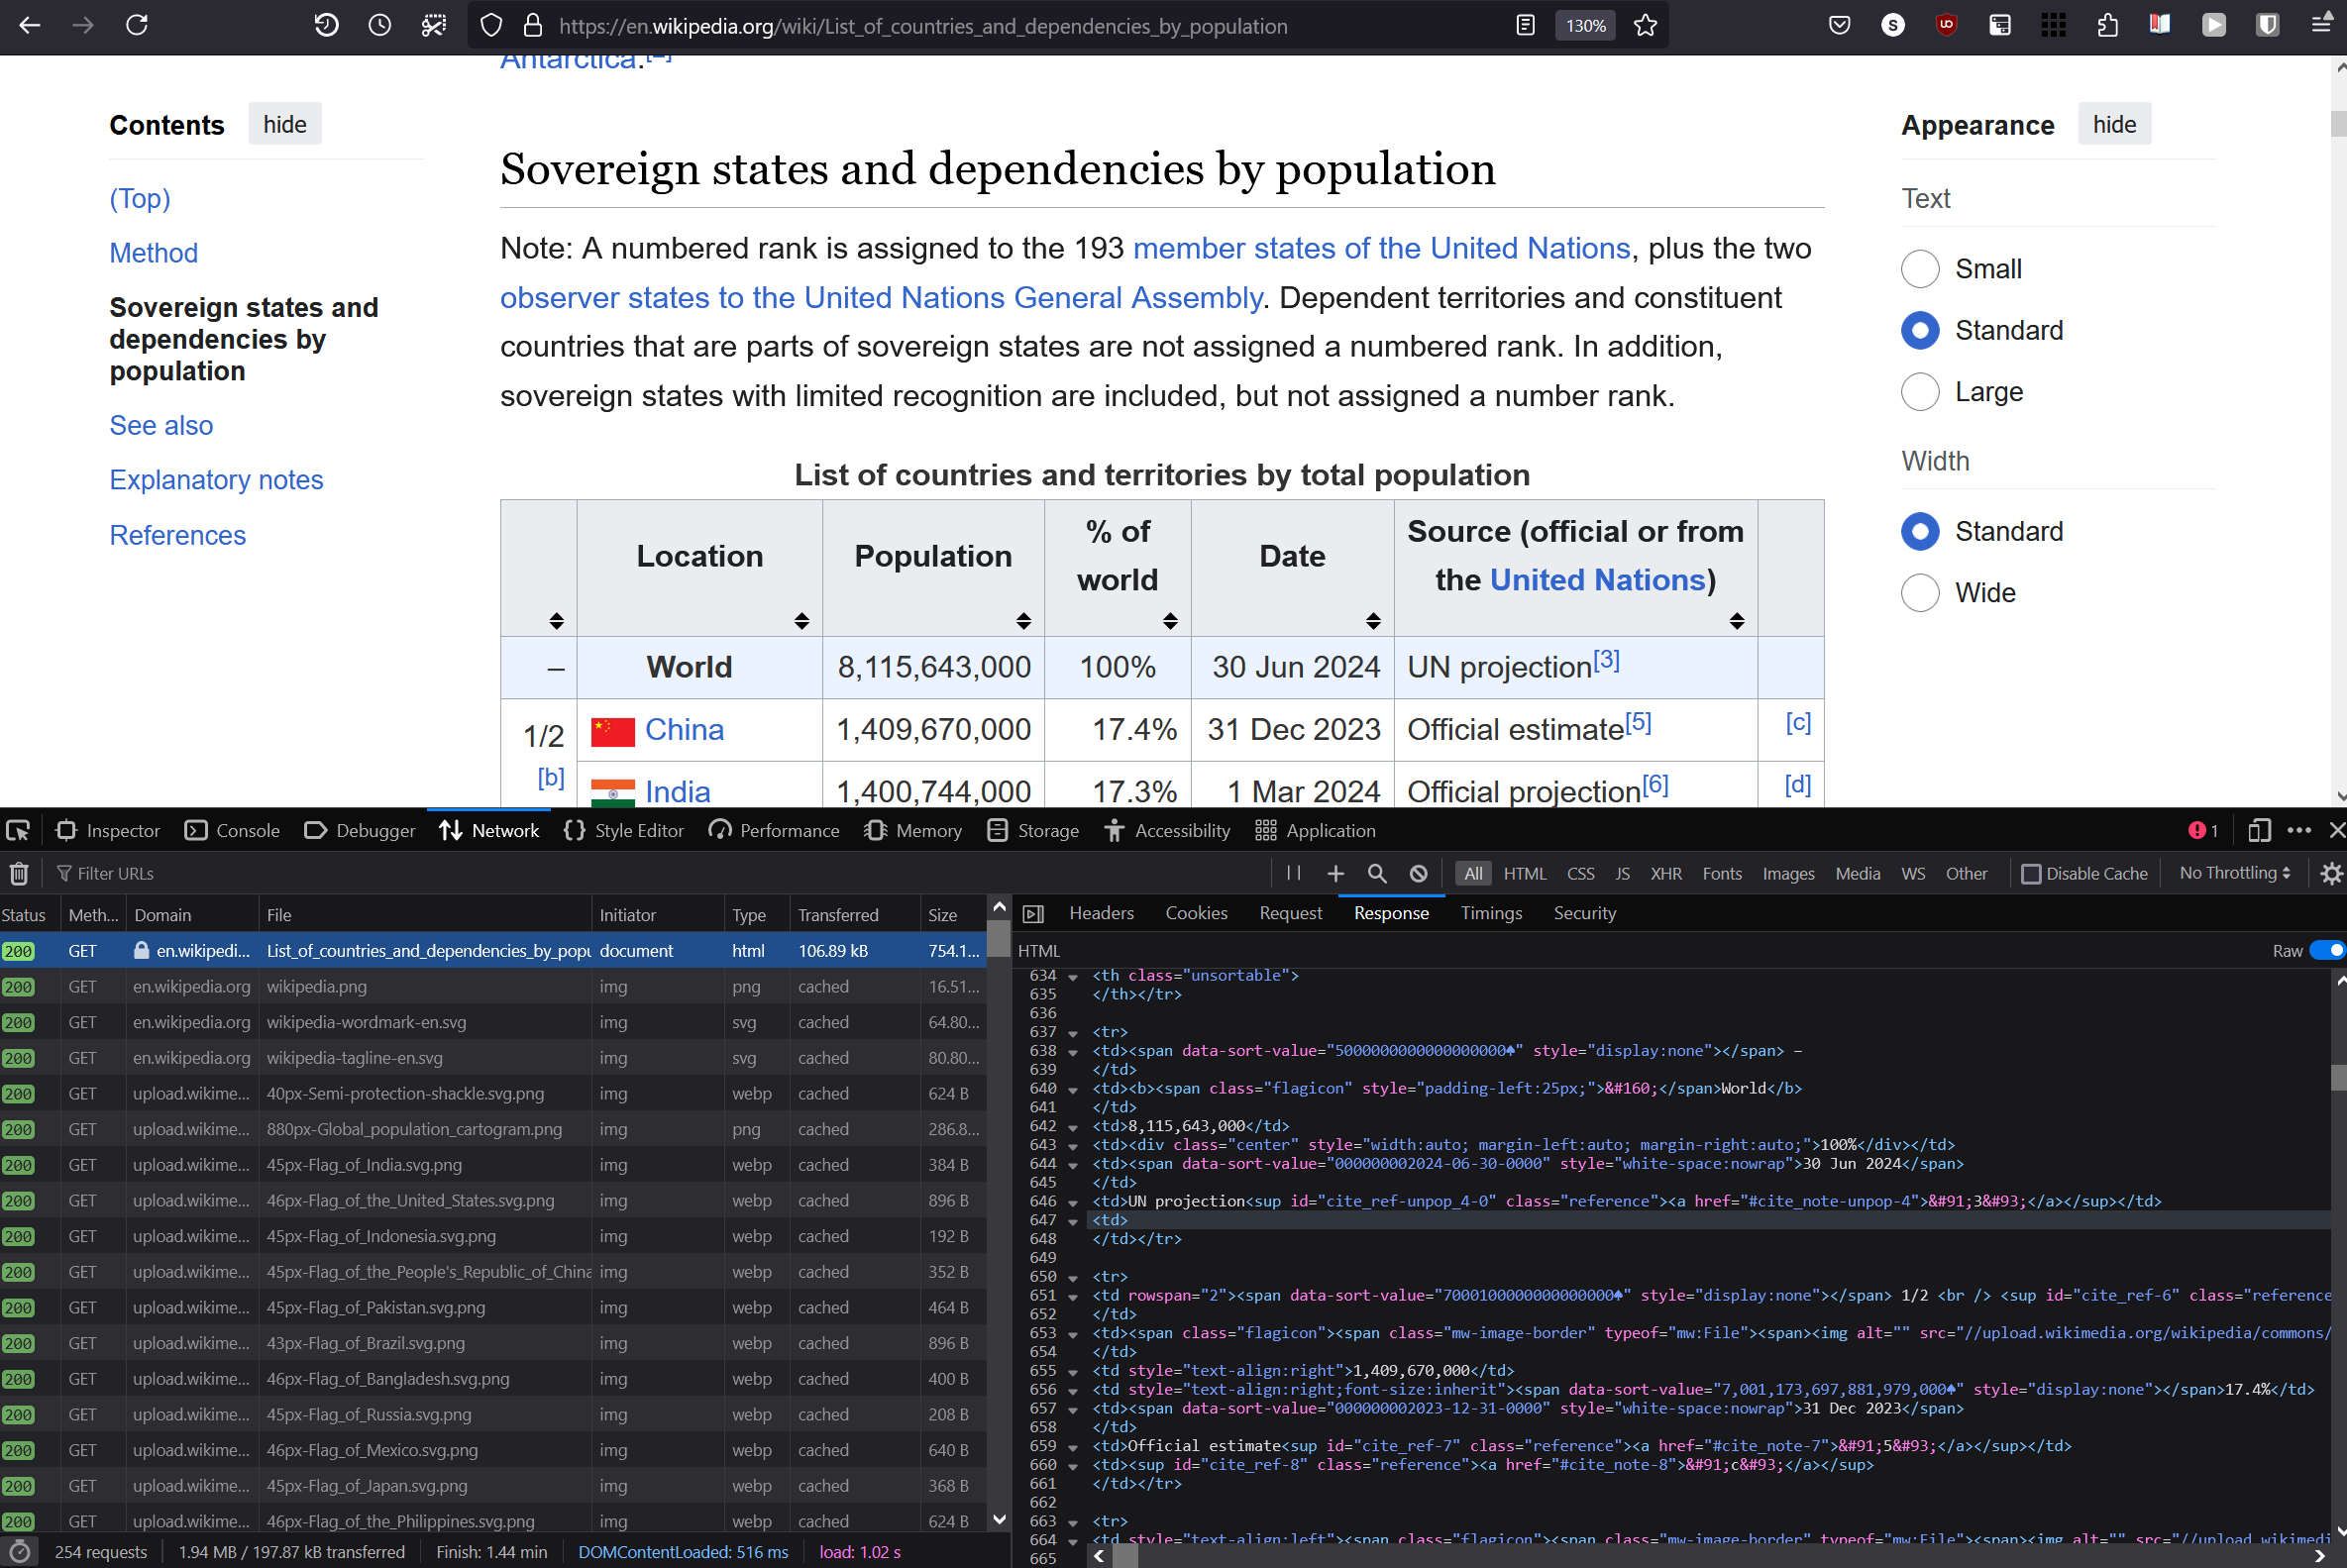 https://en.wikipedia.org/wiki/List_of_countries_and_dependencies_by_population
130%
S
Antarctica.
Contents hide
(Top)
Method
Sovereign states and
dependencies by
population
See also
Explanatory notes
References
Sovereign states and dependencies by population
Note: A numbered rank is assigned to the 193 member states of the United Nations, plus the two
observer states to the United Nations General Assembly. Dependent territories and constituent
countries that are parts of sovereign states are not assigned a numbered rank. In addition,
sovereign states with limited recognition are included, but not assigned a number rank.
List of countries and territories by total population
Location Population % of world Date Source (official or from the United Nations)
– World 8,115,643,000 100% 30 Jun 2024 UN projection[3]
1/2 [b] China 1,409,670,000 17.4% 31 Dec 2023 Official estimate[5] [c]
India 1,400,744,000 17.3% 1 Mar 2024 Official projection[6] [d]
Appearance hide
Text
Small
Standard
Large
Width
Standard
Wide
Inspector Console Debugger Network Style Editor Performance Memory Storage Accessibility Application 1
Filter URLs All HTML CSS JS XHR Fonts Images Media WS Other Disable Cache No Throttling
Status Meth... Domain File Initiator Type Transferred Size
200 GET en.wikipedi... List_of_countries_and_dependencies_by_popu document html 106.89 kB 754.1...
200 GET en.wikipedia.org wikipedia.png img png cached 16.51...
200 GET en.wikipedia.org wikipedia-wordmark-en.svg img svg cached 64.80...
200 GET en.wikipedia.org wikipedia-tagline-en.svg img svg cached 80.80...
200 GET upload.wikime... 40px-Semi-protection-shackle.svg.png img webp cached 624 B
200 GET upload.wikime... 880px-Global_population_cartogram.png img png cached 286.8...
200 GET upload.wikime... 45px-Flag_of_India.svg.png img webp cached 384 B
200 GET upload.wikime... 46px-Flag_of_the_United_States.svg.png img webp cached 896 B
200 GET upload.wikime... 45px-Flag_of_Indonesia.svg.png img webp cached 192 B
200 GET upload.wikime... 45px-Flag_of_the_People's_Republic_of_China img webp cached 352 B
200 GET upload.wikime... 45px-Flag_of_Pakistan.svg.png img webp cached 464 B
200 GET upload.wikime... 43px-Flag_of_Brazil.svg.png img webp cached 896 B
200 GET upload.wikime... 46px-Flag_of_Bangladesh.svg.png img webp cached 400 B
200 GET upload.wikime... 45px-Flag_of_Russia.svg.png img webp cached 208 B
200 GET upload.wikime... 46px-Flag_of_Mexico.svg.png img webp cached 640 B
200 GET upload.wikime... 45px-Flag_of_Japan.svg.png img webp cached 368 B
200 GET upload.wikime... 46px-Flag_of_the_Philippines.svg.png img webp cached 624 B
254 requests 1.94 MB / 197.87 kB transferred Finish: 1.44 min DOMContentLoaded: 516 ms load: 1.02 s
Headers Cookies Request Response Timings Security
HTML Raw
634 <th class="unsortable">
635 </th></tr>
636
637 <tr>
638 <td><span data-sort-value="5000000000000000000♠" style="display:none"></span> –
639 </td>
640 <td><b><span class="flagicon" style="padding-left:25px;">&#160;</span>World</b>
641 </td>
642 <td>8,115,643,000</td>
643 <td><div class="center" style="width:auto; margin-left:auto; margin-right:auto;">100%</div></td>
644 <td><span data-sort-value="000000002024-06-30-0000" style="white-space:nowrap">30 Jun 2024</span>
645 </td>
646 <td>UN projection<sup id="cite_ref-unpop_4-0" class="reference"><a href="#cite_note-unpop-4">&#91;3&#93;</a></sup></td>
647 <td>
648 </td></tr>
649
650 <tr>
651 <td rowspan="2"><span data-sort-value="7000100000000000000♠" style="display:none"></span> 1/2 <br /> <sup id="cite_ref-6" class="reference
652 </td>
653 <td><span class="flagicon"><span class="mw-image-border" typeof="mw:File"><span><img alt="" src="//upload.wikimedia.org/wikipedia/commons/
654 </td>
655 <td style="text-align:right">1,409,670,000</td>
656 <td style="text-align:right;font-size:inherit"><span data-sort-value="7,001,173,697,881,979,000♠" style="display:none"></span>17.4%</td>
657 <td><span data-sort-value="000000002023-12-31-0000" style="white-space:nowrap">31 Dec 2023</span>
658 </td>
659 <td>Official estimate<sup id="cite_ref-7" class="reference"><a href="#cite_note-7">&#91;5&#93;</a></sup></td>
660 <td><sup id="cite_ref-8" class="reference"><a href="#cite_note-8">&#91;c&#93;</a></sup>
661 </td></tr>
662
663 <tr>
664 <td style="text-align:left"><span class="flagicon"><span class="mw-image-border" typeof="mw:File"><span><img alt="" src="//upload.wikimedi
665